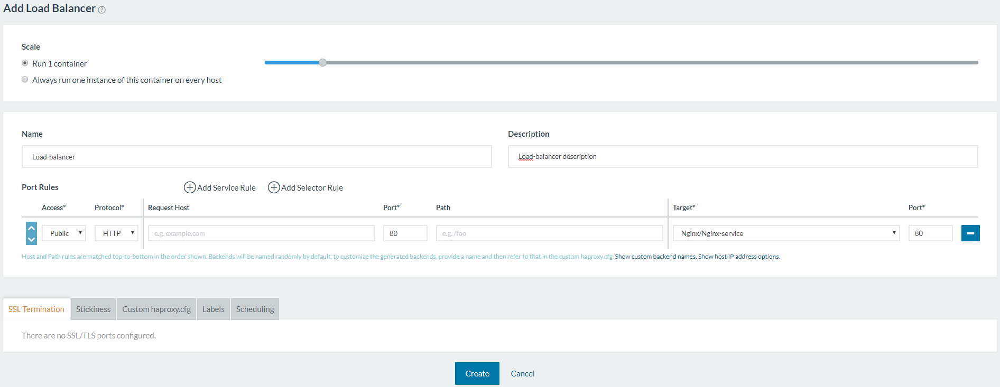 Add Load Balancer ?
Scale
Run 1 container
Always run one instance of this container on every host
Name
Description
Load-balancer
Load-balancer description
Port Rules
Add Service Rule
Add Selector Rule
Access* Protocol* Request Host Port* Path Target* Port*
Public HTTP e.g. example.com 80 e.g. /foo Nginx/Nginx-service 80
Host and Path rules are matched top-to-bottom in the order shown. Backends will be named randomly by default; to customize the generated backends, provide a name and then refer to that in the custom haproxy.cfg. Show custom backend names. Show host IP address options.
SSL Termination Stickiness Custom haproxy.cfg Labels Scheduling
There are no SSL/TLS ports configured.
Create Cancel